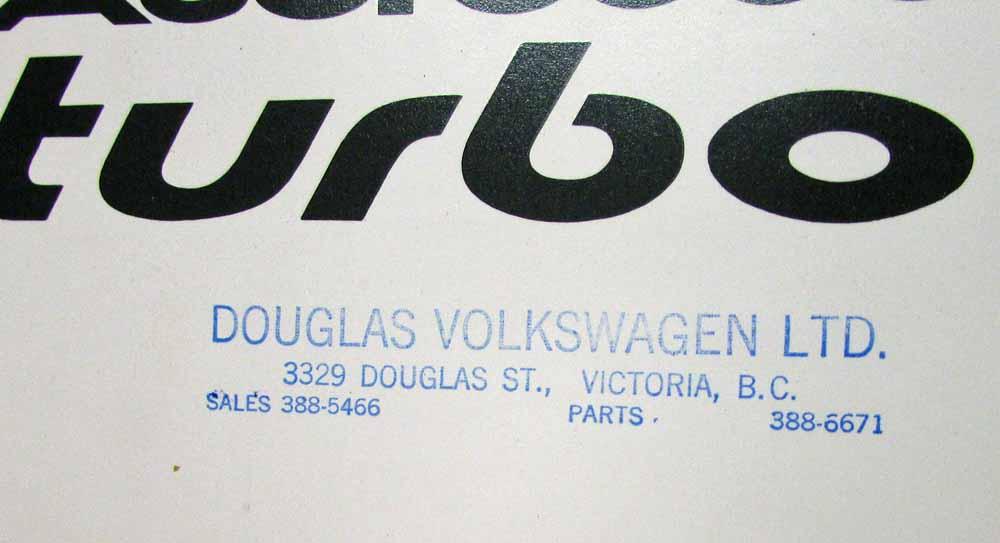 turbo
DOUGLAS VOLKSWAGEN LTD.
3329 DOUGLAS ST., VICTORIA, B.C.
SALES 388-5466 PARTS 388-6671